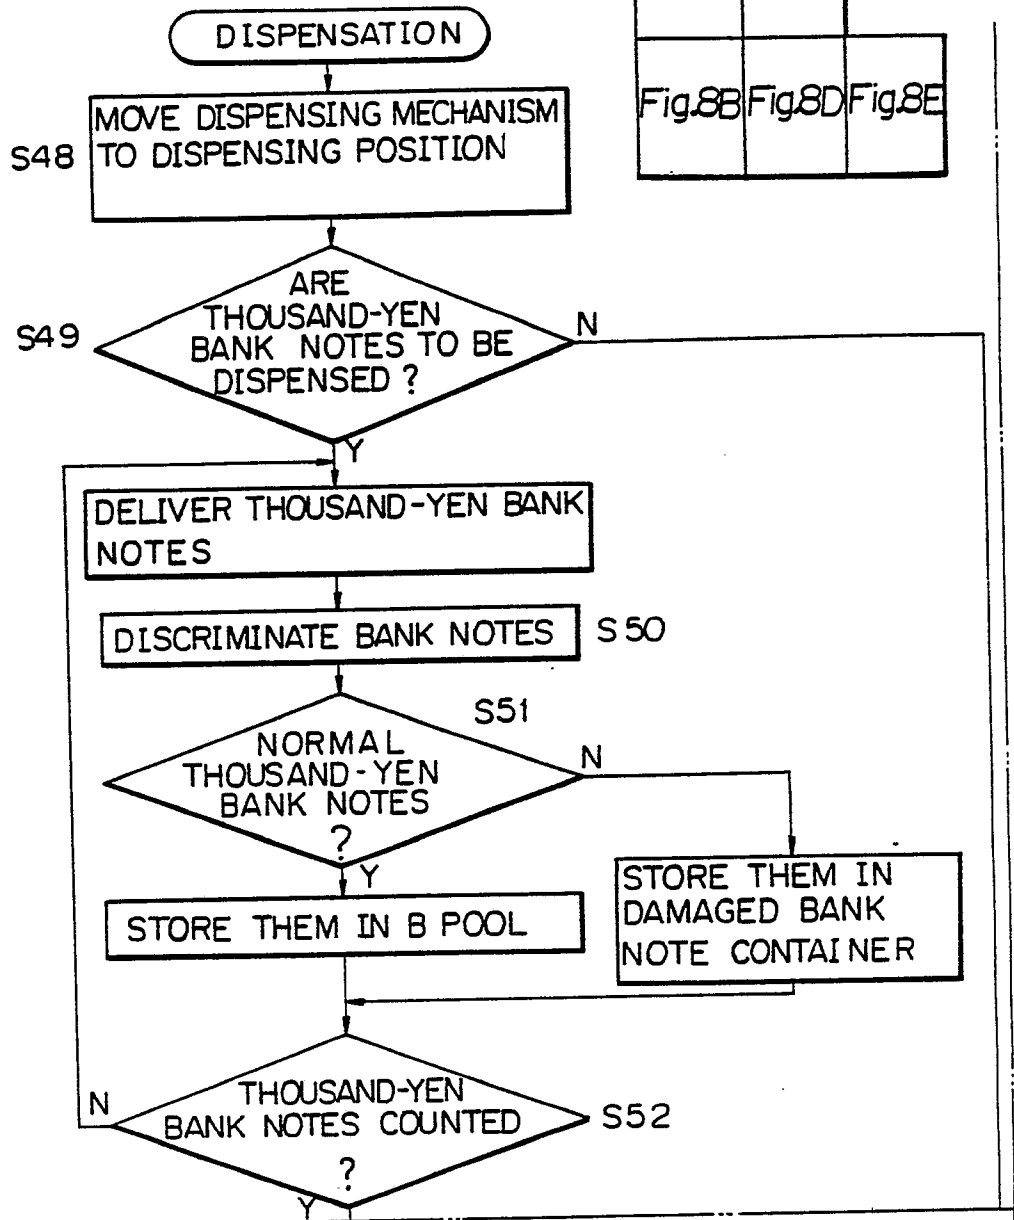 DISPENSATION
Fig.8B Fig.8D Fig.8E
MOVE DISPENSING MECHANISM
TO DISPENSING POSITION
S48
ARE
THOUSAND-YEN
BANK NOTES TO BE
DISPENSED ?
S49
N
Y
DELIVER THOUSAND-YEN BANK
NOTES
DISCRIMINATE BANK NOTES
S50
S51
NORMAL
THOUSAND-YEN
BANK NOTES
?
N
Y
STORE THEM IN B POOL
STORE THEM IN
DAMAGED BANK
NOTE CONTAINER
THOUSAND-YEN
BANK NOTES COUNTED
?
N
S52
Y